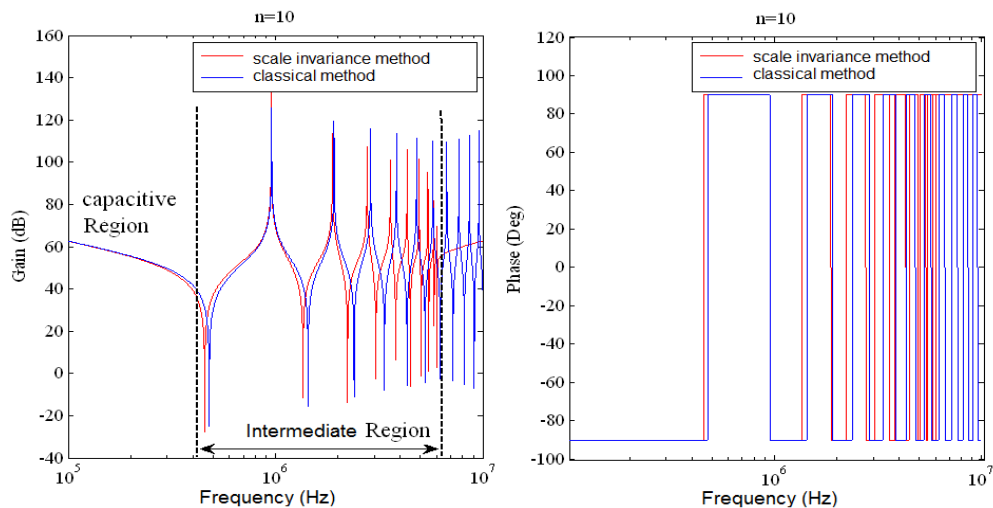 n=10
160
140
120
100
80
60
40
20
0
-20
-40
Gain (dB)
scale invariance method
classical method
capacitive
Region
Intermediate Region
10^5
10^6
10^7
Frequency (Hz)
n=10
120
100
80
60
40
20
0
-20
-40
-60
-80
-100
Phase (Deg)
scale invariance method
classical method
10^6
10^7
Frequency (Hz)